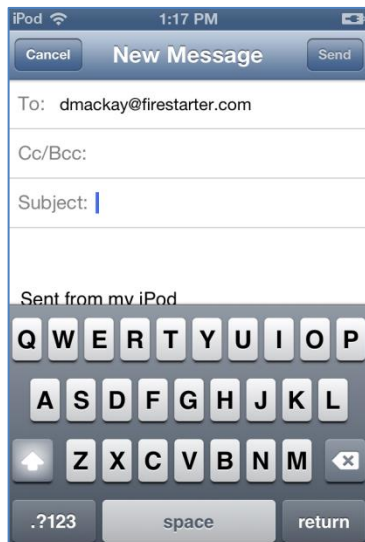 iPod 1:17 PM
Cancel New Message Send
To: dmackay@firestarter.com
Cc/Bcc:
Subject:
Sent from my iPod
Q W E R T Y U I O P
A S D F G H J K L
Z X C V B N M
.?123 space return